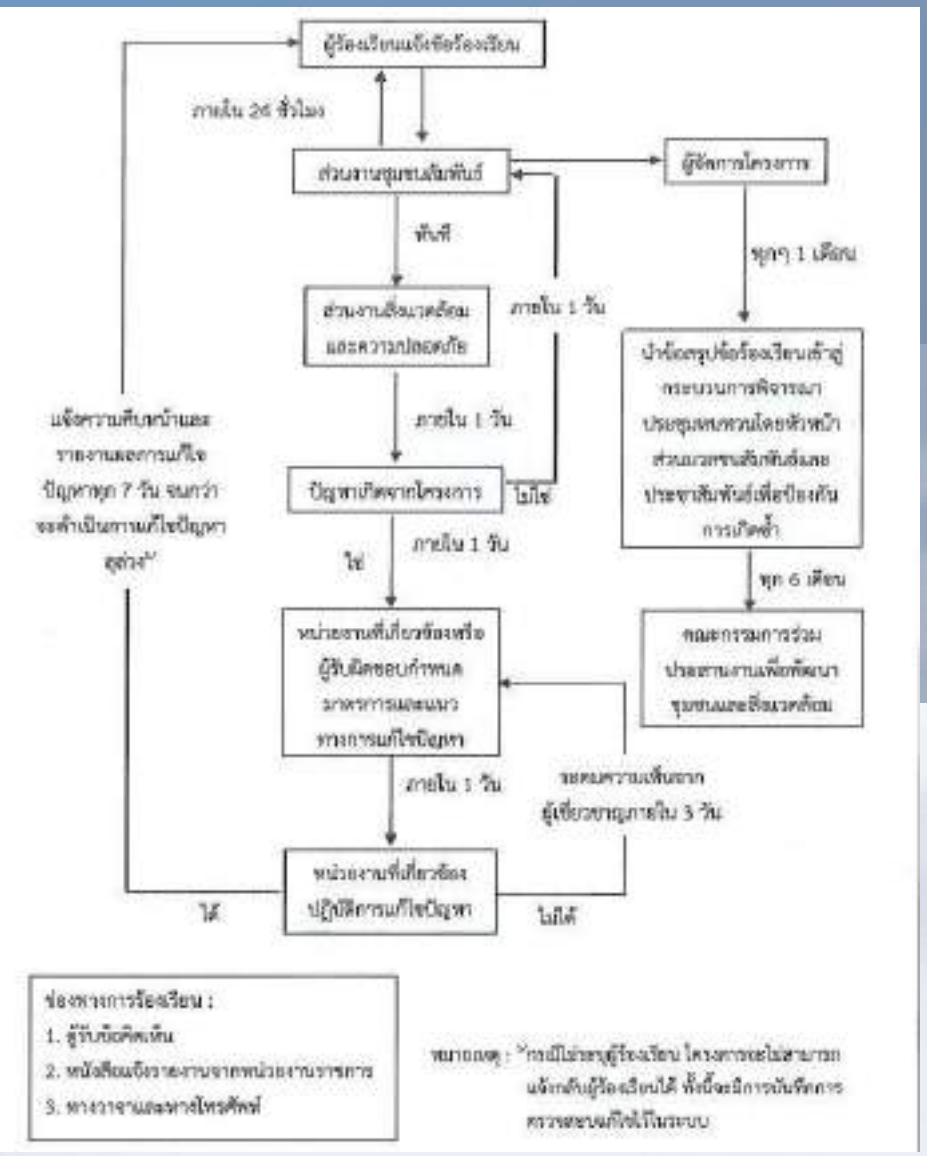 ผู้ร้องเรียนแจ้งข้อร้องเรียน
ภายใน 24 ชั่วโมง
ส่วนงานชุมชนสัมพันธ์
ผู้จัดการโครงการ
ทันที
ทุกๆ 1 เดือน
ส่วนงานสิ่งแวดล้อม
และความปลอดภัย
ภายใน 1 วัน
นำข้อสรุปข้อร้องเรียนเข้าสู่
กระบวนการพิจารณา
ประชุมทบทวนโดยหัวหน้า
ส่วนมวลชนสัมพันธ์และ
ประชาสัมพันธ์เพื่อป้องกัน
การเกิดซ้ำ
แจ้งความคืบหน้าและ
รายงานผลการแก้ไข
ปัญหาทุก 7 วัน จนกว่า
จะดำเนินการแก้ไขปัญหา
ลุล่วง
ภายใน 1 วัน
ปัญหาเกิดจากโครงการ
ไม่ใช่
ใช่
ภายใน 1 วัน
ทุก 6 เดือน
หน่วยงานที่เกี่ยวข้องหรือ
ผู้รับผิดชอบกำหนด
มาตรการและแนว
ทางการแก้ไขปัญหา
คณะกรรมการร่วม
ประสานงานเพื่อพัฒนา
ชุมชนและสิ่งแวดล้อม
ภายใน 1 วัน
ระดมความเห็นจาก
ผู้เชี่ยวชาญภายใน 3 วัน
หน่วยงานที่เกี่ยวข้อง
ปฏิบัติการแก้ไขปัญหา
ได้
ไม่ได้
ช่องทางการร้องเรียน :
1. ตู้รับข้อคิดเห็น
2. หนังสือแจ้งรายงานจากหน่วยงานราชการ
3. ทางวาจาและทางโทรศัพท์
หมายเหตุ : กรณีไม่ระบุผู้ร้องเรียน โครงการจะไม่สามารถ
แจ้งกลับผู้ร้องเรียนได้ ทั้งนี้จะมีการบันทึกการ
ตรวจสอบแก้ไขไว้ในระบบ